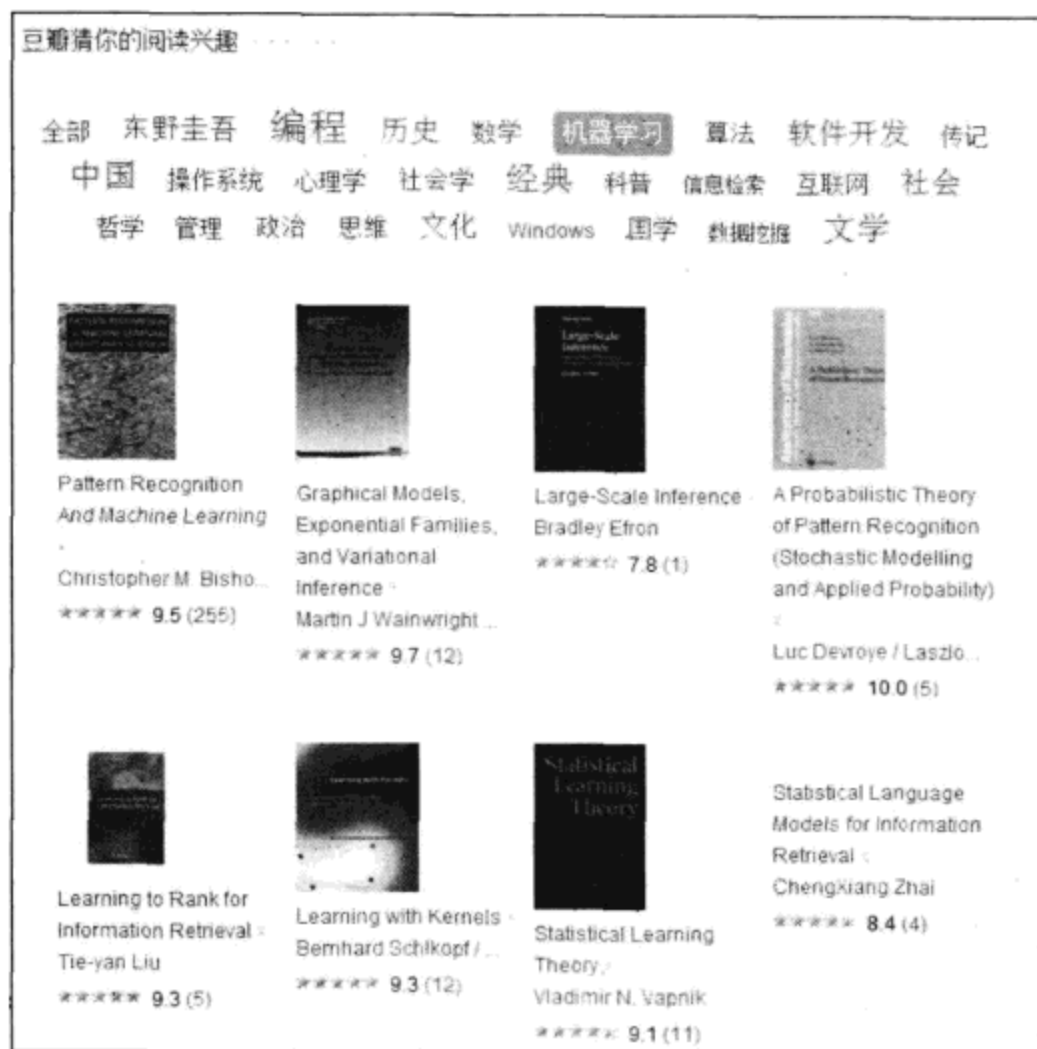 豆瓣猜你的阅读兴趣
全部 东野圭吾 编程 历史 数学 机器学习 算法 软件开发 传记
中国 操作系统 心理学 社会学 经典 科普 信息检索 互联网 社会
哲学 管理 政治 思维 文化 Windows 国学 数据挖掘 文学
Large-Scale
Inference
Pattern Recognition
And Machine Learning
Christopher M. Bisho...
9.5 (255)
Graphical Models,
Exponential Families,
and Variational
Inference
Martin J Wainwright ...
9.7 (12)
Large-Scale Inference
Bradley Efron
7.8 (1)
A Probabilistic Theory
of Pattern Recognition
(Stochastic Modelling
and Applied Probability)
Luc Devroye / Laszlo...
10.0 (5)
Learning to Rank for
Information Retrieval
Tie-yan Liu
9.3 (5)
Learning with Kernels
Bernhard Schlkopf / ...
9.3 (12)
Statistical
Learning
Theory
Statistical Learning
Theory
Vladimir N. Vapnik
9.1 (11)
Statistical Language
Models for Information
Retrieval
ChengXiang Zhai
8.4 (4)